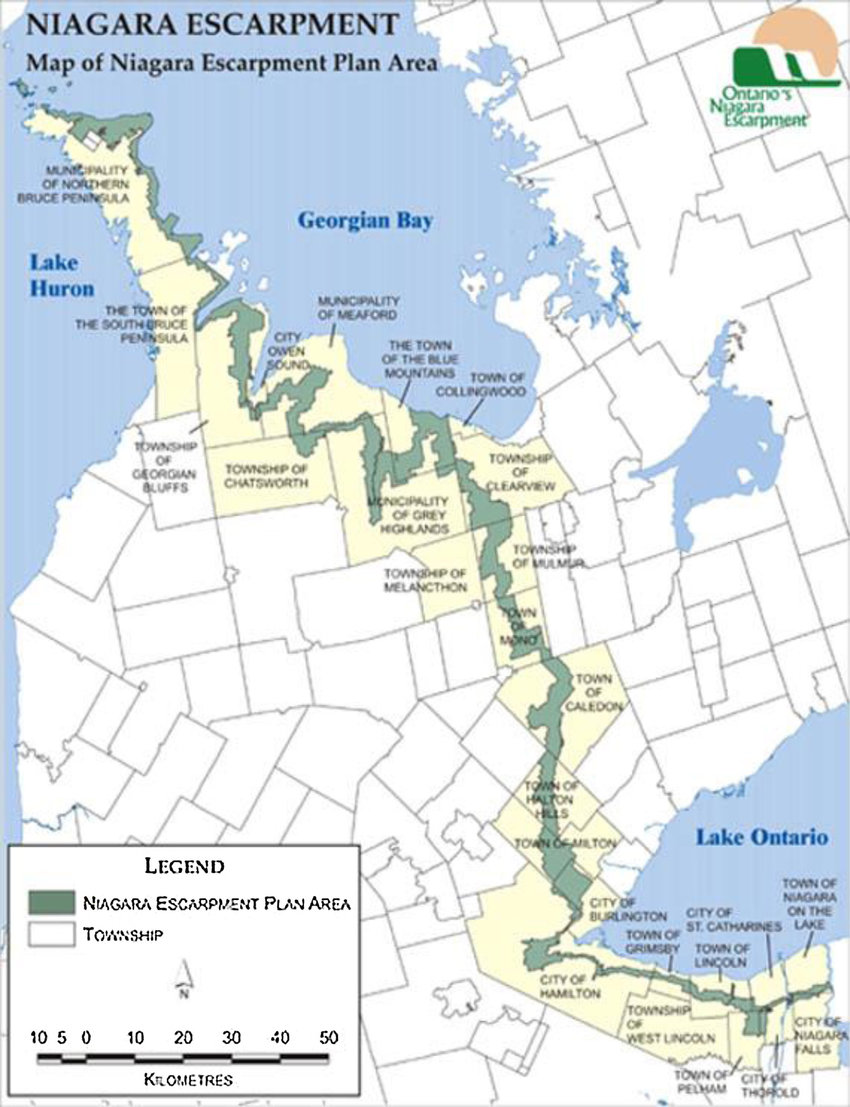 NIAGARA ESCARPMENT
Map of Niagara Escarpment Plan Area
Ontario's
Niagara
Escarpment
MUNICIPALITY
OF NORTHERN
BRUCE PENINSULA
Georgian Bay
Lake
Huron
THE TOWN OF
THE SOUTH BRUCE
PENINSULA
MUNICIPALITY
OF MEAFORD
CITY
OWEN
SOUND
THE TOWN
OF THE BLUE
MOUNTAINS
TOWN OF
COLLINGWOOD
TOWNSHIP
OF
GEORGIAN
BLUFFS
TOWNSHIP OF
CHATSWORTH
TOWNSHIP
OF
CLEARVIEW
MUNICIPALITY
OF GREY
HIGHLANDS
TOWNSHIP
OF MULMUR
TOWNSHIP OF
MELANCTHON
TOWN
OF
MONO
TOWN
OF
CALEDON
TOWN OF
HALTON
HILLS
TOWN OF MILTON
Lake Ontario
CITY OF
BURLINGTON
TOWN OF
GRIMSBY
CITY OF
ST. CATHARINES
TOWN OF
LINCOLN
TOWN OF
NIAGARA
ON THE
LAKE
CITY OF
HAMILTON
TOWNSHIP
OF
WEST LINCOLN
CITY OF
NIAGARA
FALLS
TOWN OF
PELHAM
CITY OF
THOROLD
LEGEND
NIAGARA ESCARPMENT PLAN AREA
TOWNSHIP
N
10 5 0 10 20 30 40 50
KILOMETRES